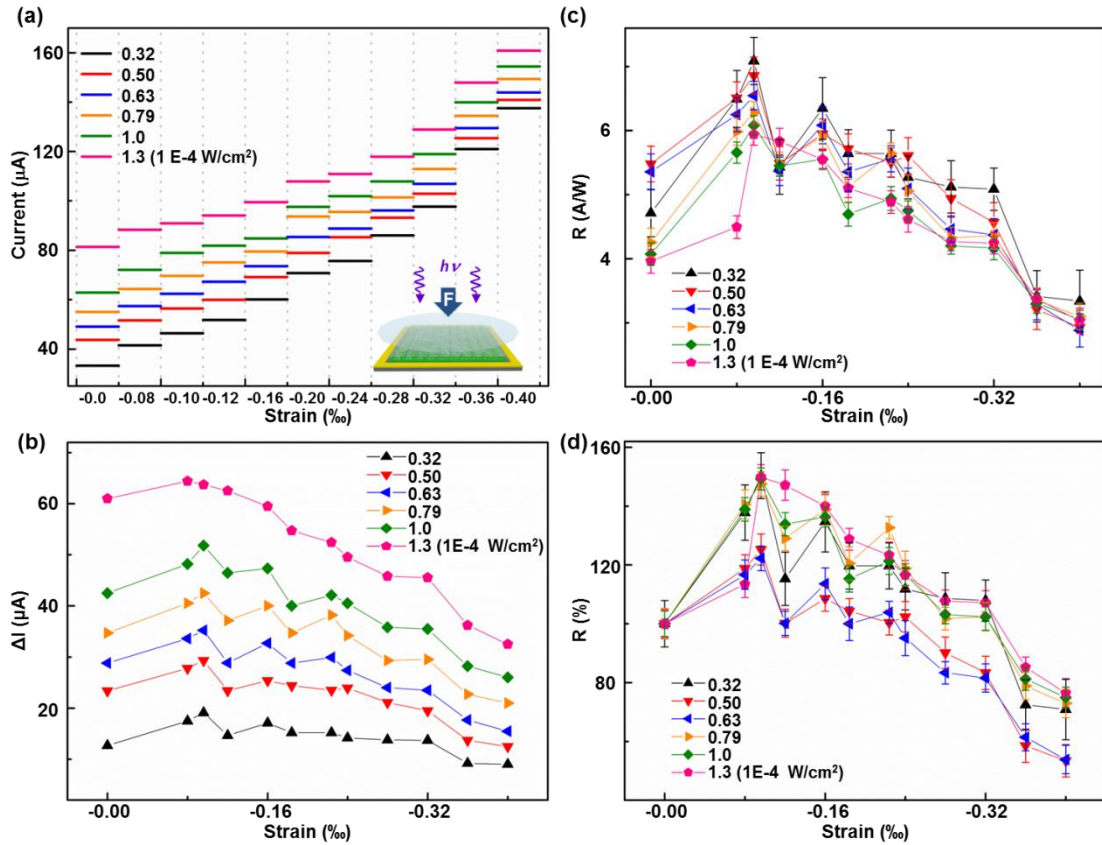 (a)
160
120
80
40
Current (μA)
0.32
0.50
0.63
0.79
1.0
1.3 (1 E-4 W/cm²)
hν
F
-0.0 -0.08 -0.10 -0.12 -0.16 -0.20 -0.22 -0.24 -0.28 -0.32 -0.36 -0.40
Strain (‰)
(c)
6
4
R (A/W)
0.32
0.50
0.63
0.79
1.0
1.3 (1 E-4 W/cm²)
-0.00 -0.16 -0.32
Strain (‰)
(b)
60
40
20
ΔI (μA)
0.32
0.50
0.63
0.79
1.0
1.3 (1E-4 W/cm²)
-0.00 -0.16 -0.32
Strain (‰)
(d)
160
120
80
R (%)
0.32
0.50
0.63
0.79
1.0
1.3 (1E-4 W/cm²)
-0.00 -0.16 -0.32
Strain (‰)